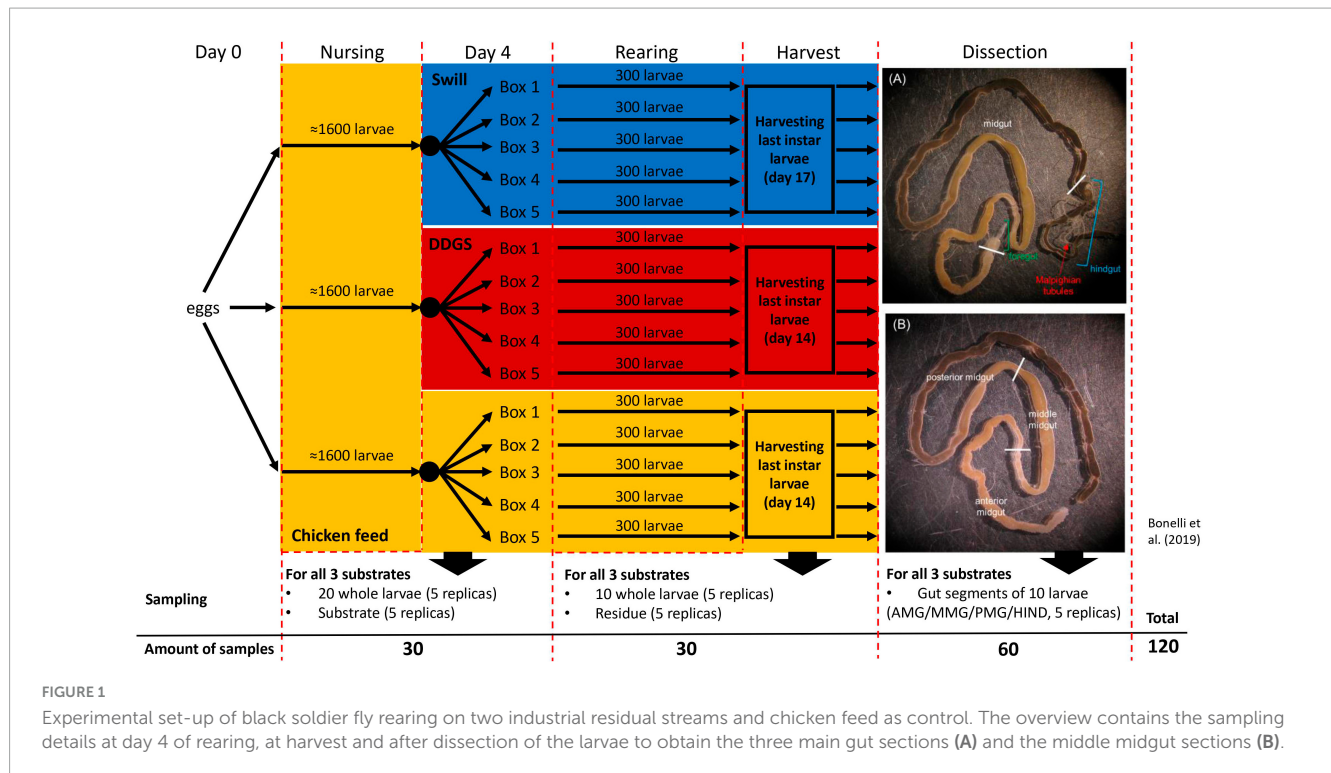 Day 0
Nursing
Day 4
Rearing
Harvest
Dissection
eggs
≈1600 larvae
Swill
Box 1
Box 2
Box 3
Box 4
Box 5
300 larvae
300 larvae
300 larvae
300 larvae
300 larvae
Harvesting
last instar
larvae
(day 17)
≈1600 larvae
DDGS
Box 1
Box 2
Box 3
Box 4
Box 5
300 larvae
300 larvae
300 larvae
300 larvae
300 larvae
Harvesting
last instar
larvae
(day 14)
≈1600 larvae
Chicken feed
Box 1
Box 2
Box 3
Box 4
Box 5
300 larvae
300 larvae
300 larvae
300 larvae
300 larvae
Harvesting
last instar
larvae
(day 14)
(A)
midgut
foregut
Malpighian
tubules
hindgut
(B)
posterior midgut
middle
midgut
anterior
midgut
Bonelli et
al. (2019)
Sampling
For all 3 substrates
• 20 whole larvae (5 replicas)
• Substrate (5 replicas)
For all 3 substrates
• 10 whole larvae (5 replicas)
• Residue (5 replicas)
For all 3 substrates
• Gut segments of 10 larvae
(AMG/MMG/PMG/HIND, 5 replicas)
Total
Amount of samples
30
30
60
120
FIGURE 1
Experimental set-up of black soldier fly rearing on two industrial residual streams and chicken feed as control. The overview contains the sampling
details at day 4 of rearing, at harvest and after dissection of the larvae to obtain the three main gut sections (A) and the middle midgut sections (B).